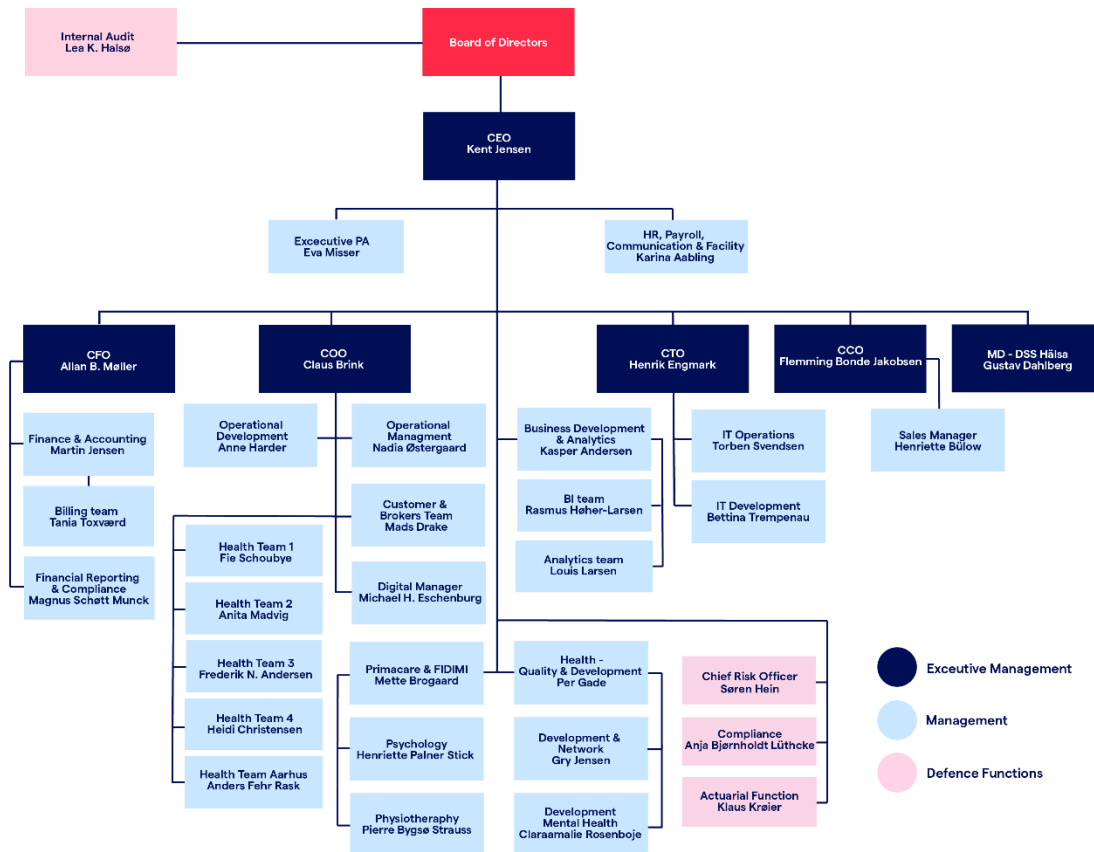 Internal Audit
Lea K. Halsø
Board of Directors
CEO
Kent Jensen
Excecutive PA
Eva Misser
HR, Payroll,
Communication & Facility
Karina Aabling
CFO
Allan B. Møller
COO
Claus Brink
CTO
Henrik Engmark
CCO
Flemming Bonde Jakobsen
MD - DSS Hälsa
Gustav Dahlberg
Finance & Accounting
Martin Jensen
Billing team
Tania Toxværd
Financial Reporting
& Compliance
Magnus Schøtt Munck
Operational
Development
Anne Harder
Operational
Managment
Nadia Østergaard
Customer &
Brokers Team
Mads Drake
Digital Manager
Michael H. Eschenburg
Health Team 1
Fie Schoubye
Health Team 2
Anita Madvig
Health Team 3
Frederik N. Andersen
Health Team 4
Heidi Christensen
Health Team Aarhus
Anders Fehr Rask
Business Development
& Analytics
Kasper Andersen
BI team
Rasmus Høher-Larsen
Analytics team
Louis Larsen
IT Operations
Torben Svendsen
IT Development
Bettina Trempenau
Sales Manager
Henriette Bülow
Primacare & FIDIMI
Mette Brogaard
Psychology
Henriette Palner Stick
Physiotheraphy
Pierre Bygsø Strauss
Health -
Quality & Development
Per Gade
Development &
Network
Gry Jensen
Development
Mental Health
Claraamalie Rosenboje
Chief Risk Officer
Søren Hein
Compliance
Anja Bjørnholdt Lüthcke
Actuarial Function
Klaus Krøier
Excecutive Management
Management
Defence Functions